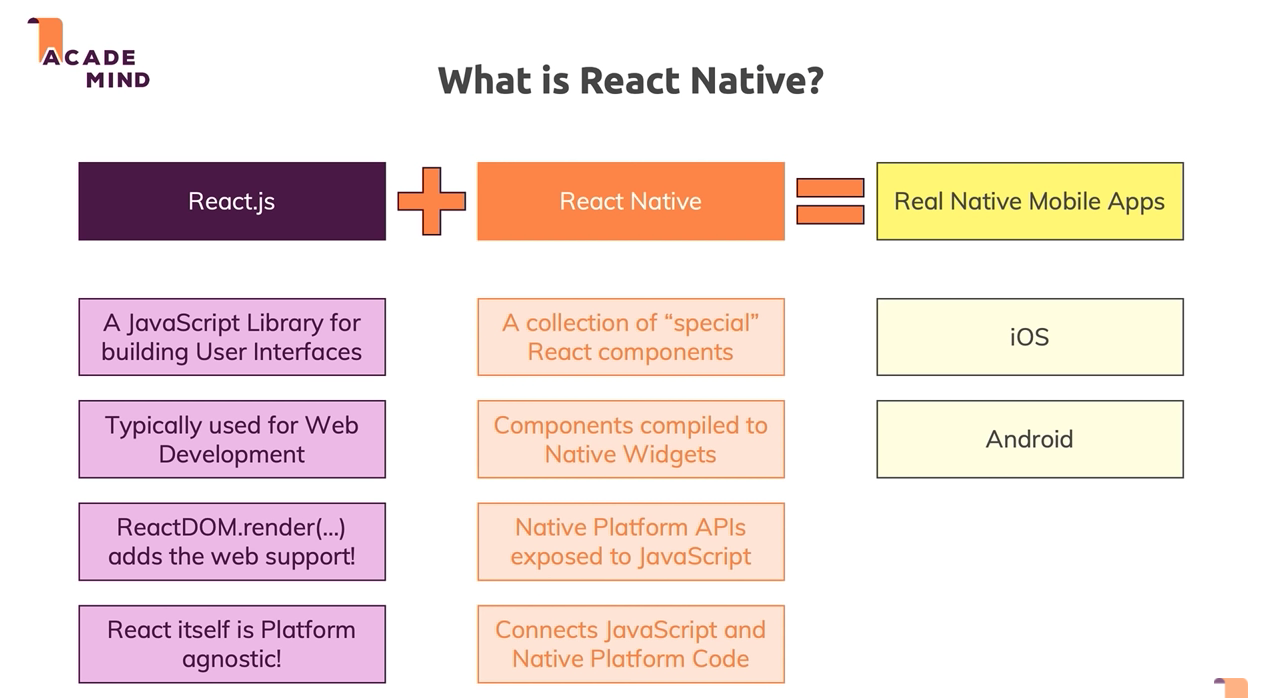 ACADE
MIND
What is React Native?
React.js
React Native
Real Native Mobile Apps
A JavaScript Library for
building User Interfaces
Typically used for Web
Development
ReactDOM.render(...)
adds the web support!
React itself is Platform
agnostic!
A collection of “special”
React components
Components compiled to
Native Widgets
Native Platform APIs
exposed to JavaScript
Connects JavaScript and
Native Platform Code
iOS
Android